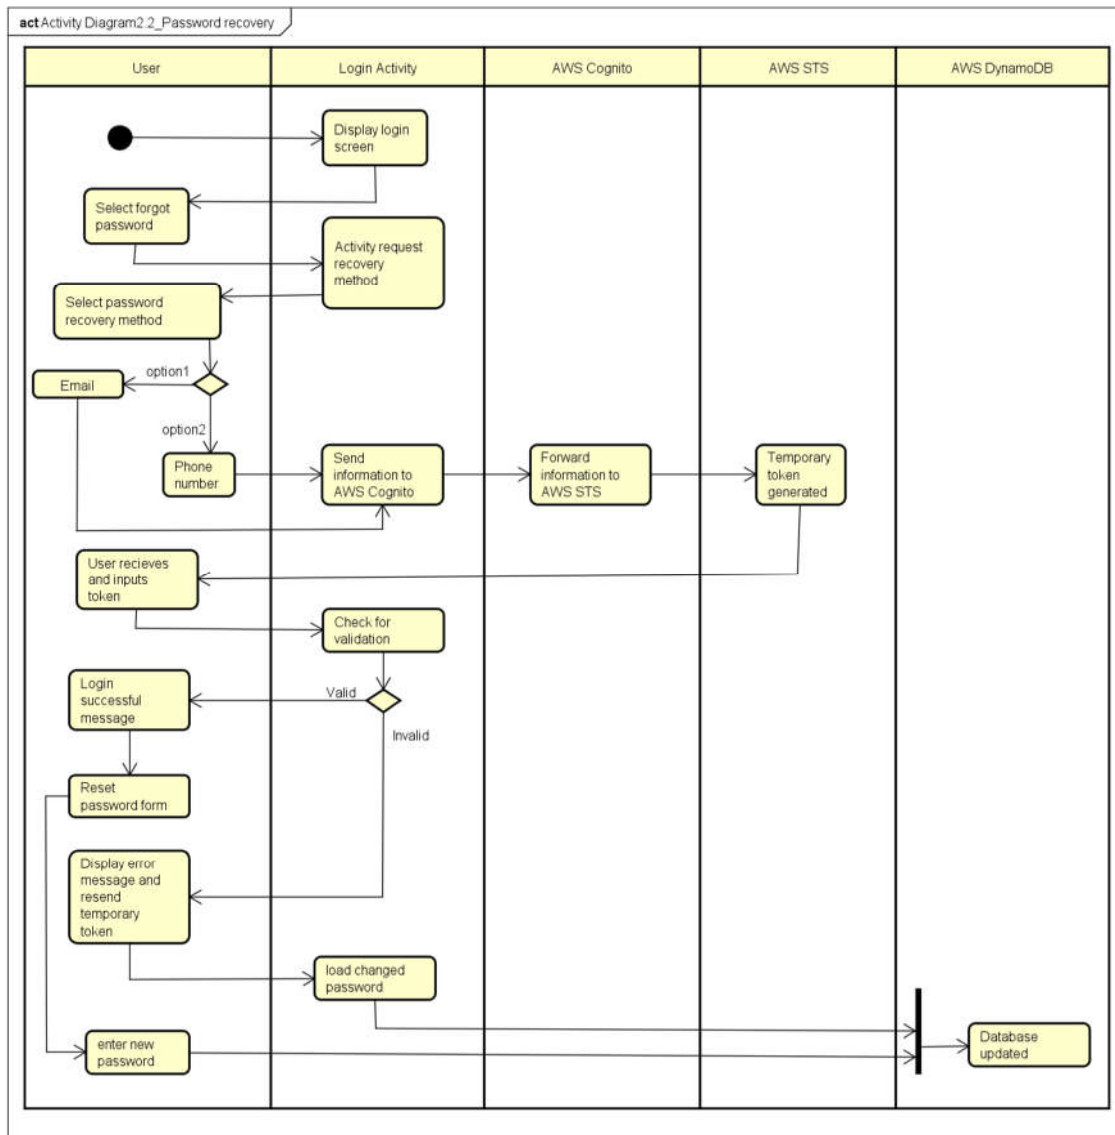 act Activity Diagram2.2_Password recovery
User
Login Activity
AWS Cognito
AWS STS
AWS DynamoDB
Display login
screen
Select forgot
password
Activity request
recovery
method
Select password
recovery method
option1
Email
option2
Phone
number
Send
information to
AWS Cognito
Forward
information to
AWS STS
Temporary
token
generated
User recieves
and inputs
token
Check for
validation
Valid
Login
successful
message
Invalid
Reset
password form
Display error
message and
resend
temporary
token
load changed
password
enter new
password
Database
updated